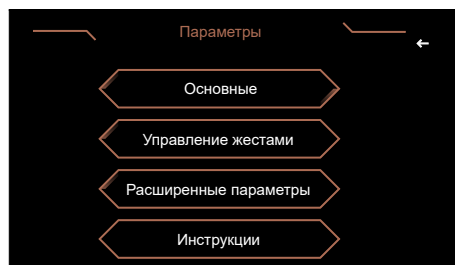 Параметры
Основные
Управление жестами
Расширенные параметры
Инструкции